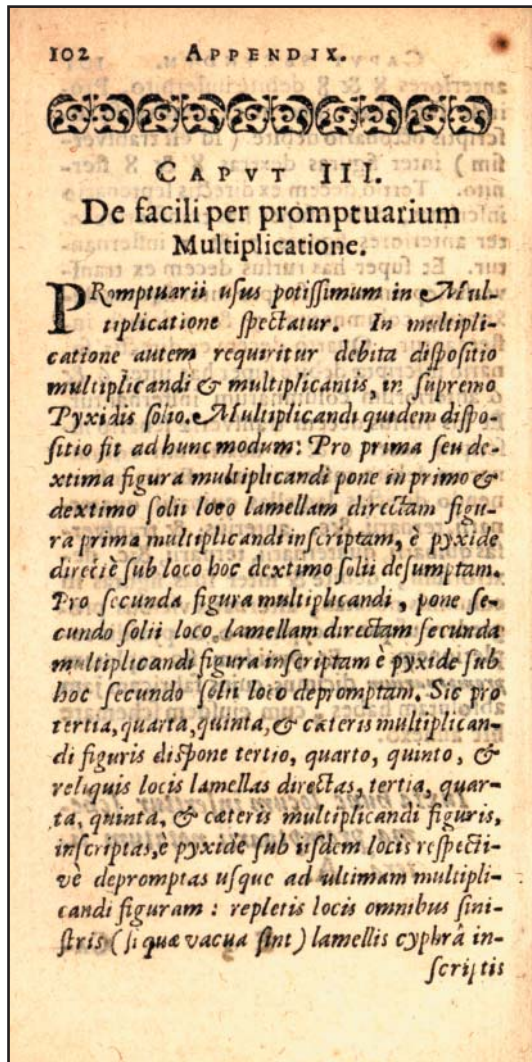 102 APPENDIX.
CAPVT III.
De facili per promptuarium
Multiplicatione.
PRomptuarii uſus potiſſimum in Mul-
tiplicatione ſpectatur. In multipli-
catione autem requiritur debita diſpoſitio
multiplicandi & multiplicantis, in ſupremo
Pyxidis ſolio. Multiplicandi quidem diſpo-
ſitio fit ad hunc modum: Pro prima ſeu de-
xtima figura multiplicandi pone in primo &
dextimo ſolii loco lamellam directam figu-
ra prima multiplicandi inſcriptam, è pyxide
directè ſub loco hoc dextimo ſolii deſumptam.
Pro ſecunda figura multiplicandi, pone ſe-
cundo ſolii loco, lamellam directam ſecunda
multiplicandi figura inſcriptam è pyxide ſub
hoc ſecundo ſolii loco depromptam. Sic pro
tertia, quarta, quinta, & cæteris multiplican-
di figuris diſpone tertio, quarto, quinto, &
reliquis locis lamellas directas, tertia, quar-
ta, quinta, & cæteris multiplicandi figuris,
inſcriptas, è pyxide ſub iiſdem locis reſpecti-
vè depromptas uſque ad ultimam multipli-
candi figuram : repletis locis omnibus ſini-
ſtris (ſi quæ vacua ſint) lamellis cyphrâ in-
ſcriptis